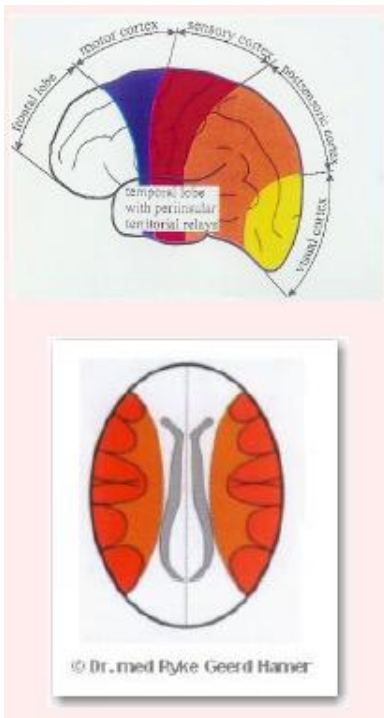 frontal lobe
motor cortex
sensory cortex
postsensoric cortex
visual cortex
temporal lobe
with periinsular
territorial relays
© Dr.med Ryke Geerd Hamer